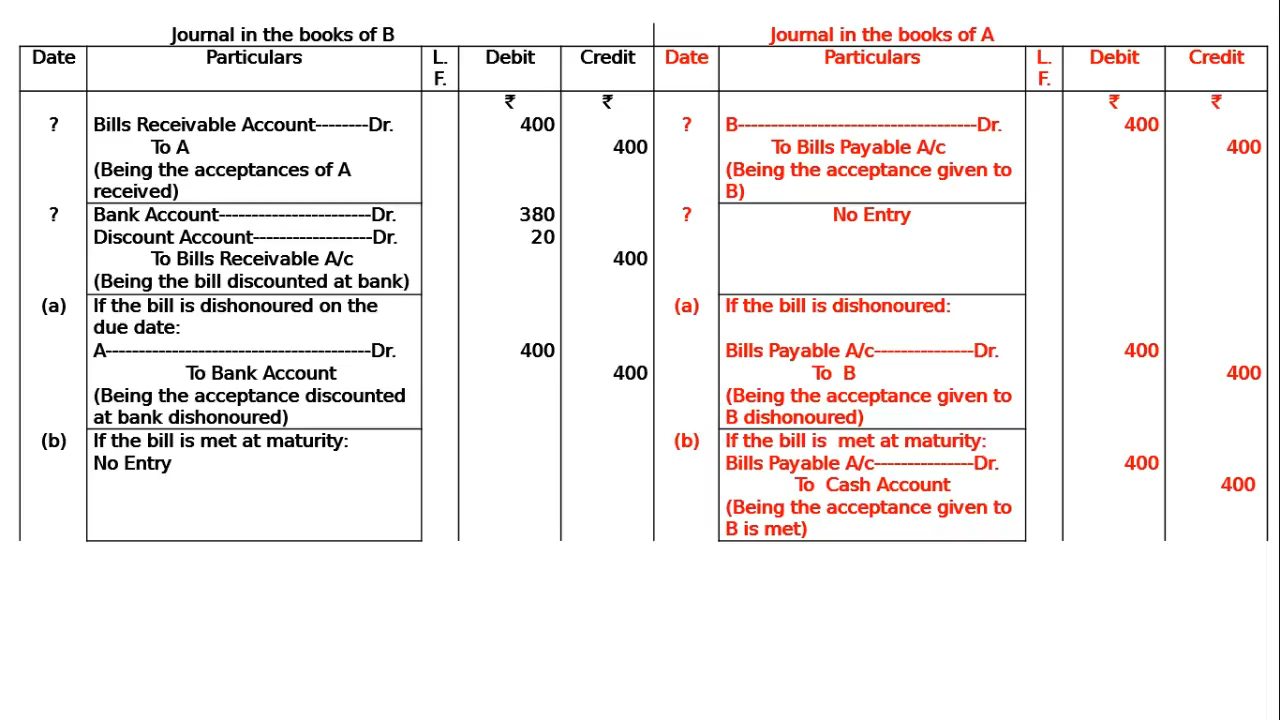 Journal in the books of B
Date Particulars L. F. Debit Credit
₹ ₹
? Bills Receivable Account--------Dr. 400
To A 400
(Being the acceptances of A
received)
? Bank Account-----------------------Dr. 380
Discount Account------------------Dr. 20
To Bills Receivable A/c 400
(Being the bill discounted at bank)
(a) If the bill is dishonoured on the
due date:
A----------------------------------------Dr. 400
To Bank Account 400
(Being the acceptance discounted
at bank dishonoured)
(b) If the bill is met at maturity:
No Entry
Journal in the books of A
Date Particulars L. F. Debit Credit
₹ ₹
? B------------------------------------Dr. 400
To Bills Payable A/c 400
(Being the acceptance given to
B)
? No Entry
(a) If the bill is dishonoured:
Bills Payable A/c---------------Dr. 400
To B 400
(Being the acceptance given to
B dishonoured)
(b) If the bill is met at maturity:
Bills Payable A/c---------------Dr. 400
To Cash Account 400
(Being the acceptance given to
B is met)